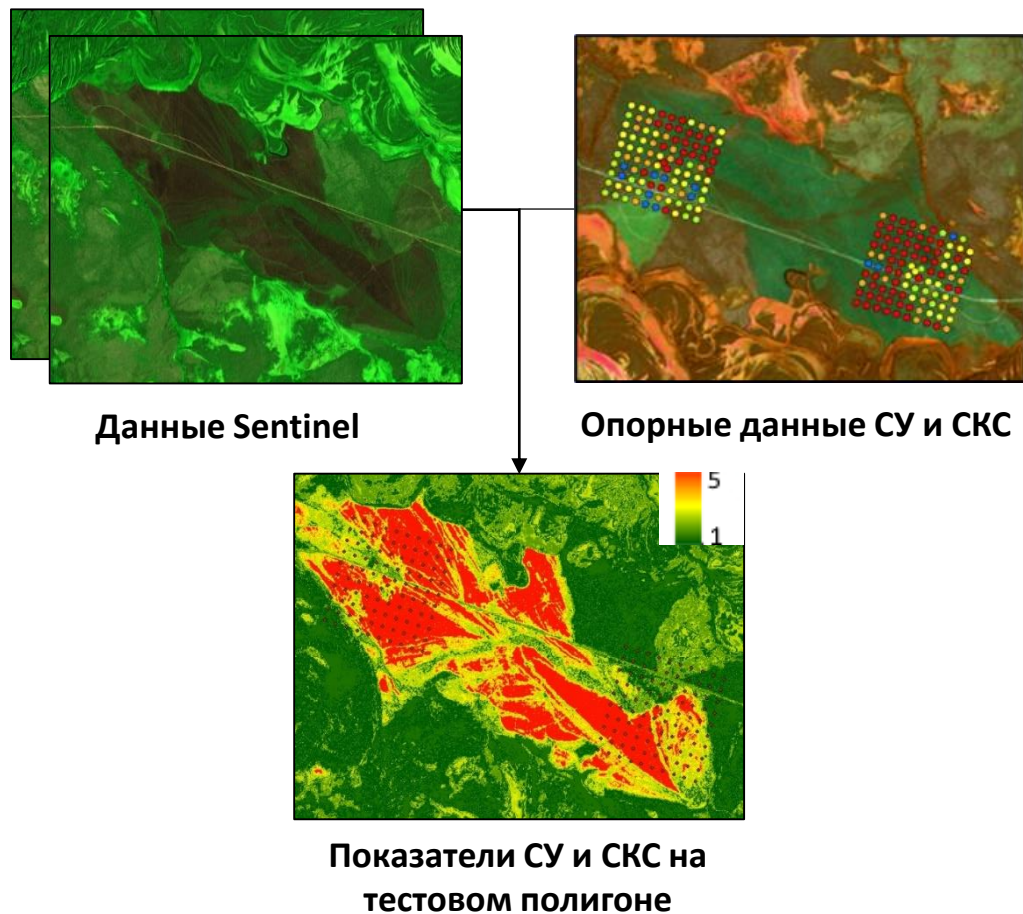 Данные Sentinel
Опорные данные СУ и СКС
5
1
Показатели СУ и СКС на
тестовом полигоне